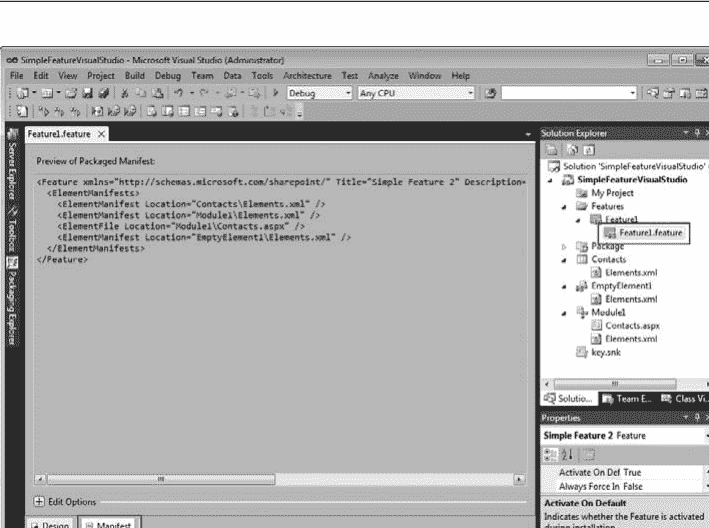 SimpleFeatureVisualStudio - Microsoft Visual Studio (Administrator)
File Edit View Project Build Debug Team Data Tools Architecture Test Analyze Window Help
Debug Any CPU
Server Explorer
Toolbox
Packaging Explorer
Feature1.feature
Preview of Packaged Manifest:
<Feature xmlns="http://schemas.microsoft.com/sharepoint/" Title="Simple Feature 2" Description=
<ElementManifests>
<ElementManifest Location="Contacts\Elements.xml" />
<ElementManifest Location="Module1\Elements.xml" />
<ElementFile Location="Module1\Contacts.aspx" />
<ElementManifest Location="EmptyElement1\Elements.xml" />
</ElementManifests>
</Feature>
Edit Options
Design Manifest
Solution Explorer
Solution 'SimpleFeatureVisualStudio'
SimpleFeatureVisualStudio
My Project
Features
Feature1
Feature1.feature
Package
Contacts
Elements.xml
EmptyElement1
Elements.xml
Module1
Contacts.aspx
Elements.xml
key.snk
Solutio... Team E... Class Vi...
Properties
Simple Feature 2 Feature
Activate On Def True
Always Force In False
Activate On Default
Indicates whether the Feature is activated
during installation